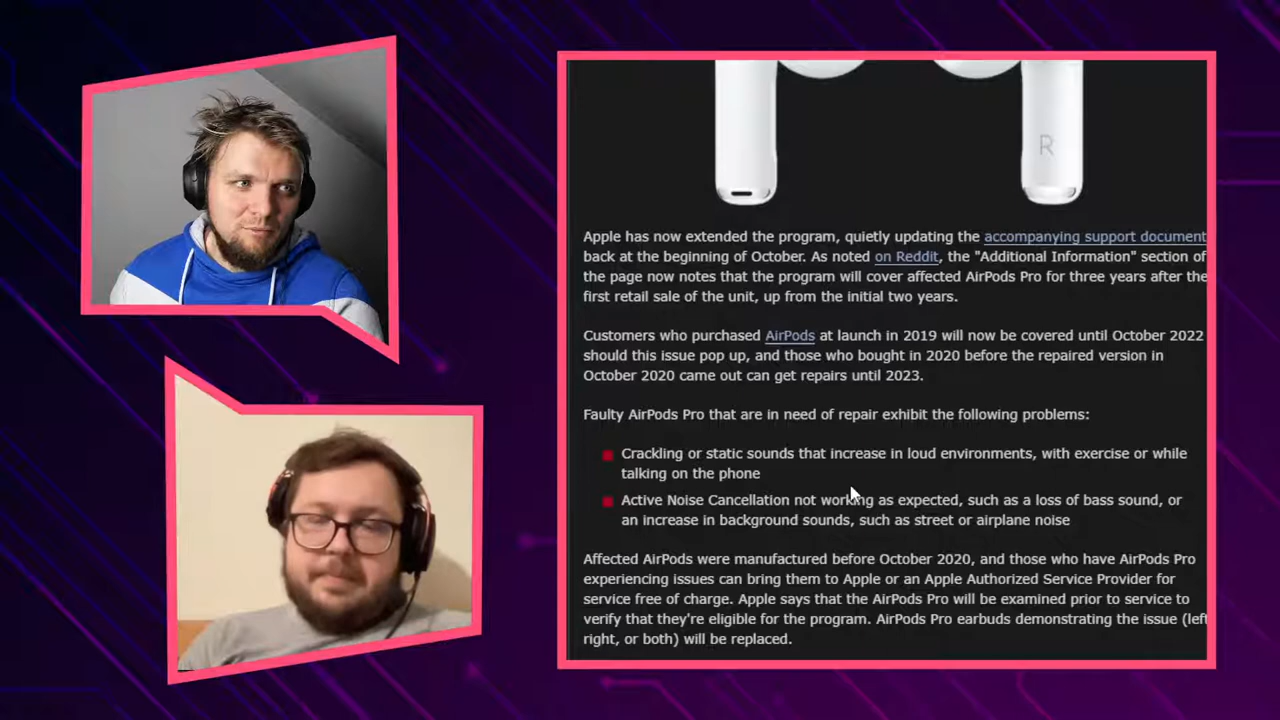 R
Apple has now extended the program, quietly updating the accompanying support document
back at the beginning of October. As noted on Reddit, the "Additional Information" section of
the page now notes that the program will cover affected AirPods Pro for three years after the
first retail sale of the unit, up from the initial two years.
Customers who purchased AirPods at launch in 2019 will now be covered until October 2022
should this issue pop up, and those who bought in 2020 before the repaired version in
October 2020 came out can get repairs until 2023.
Faulty AirPods Pro that are in need of repair exhibit the following problems:
Crackling or static sounds that increase in loud environments, with exercise or while
talking on the phone
Active Noise Cancellation not working as expected, such as a loss of bass sound, or
an increase in background sounds, such as street or airplane noise
Affected AirPods were manufactured before October 2020, and those who have AirPods Pro
experiencing issues can bring them to Apple or an Apple Authorized Service Provider for
service free of charge. Apple says that the AirPods Pro will be examined prior to service to
verify that they're eligible for the program. AirPods Pro earbuds demonstrating the issue (left
right, or both) will be replaced.